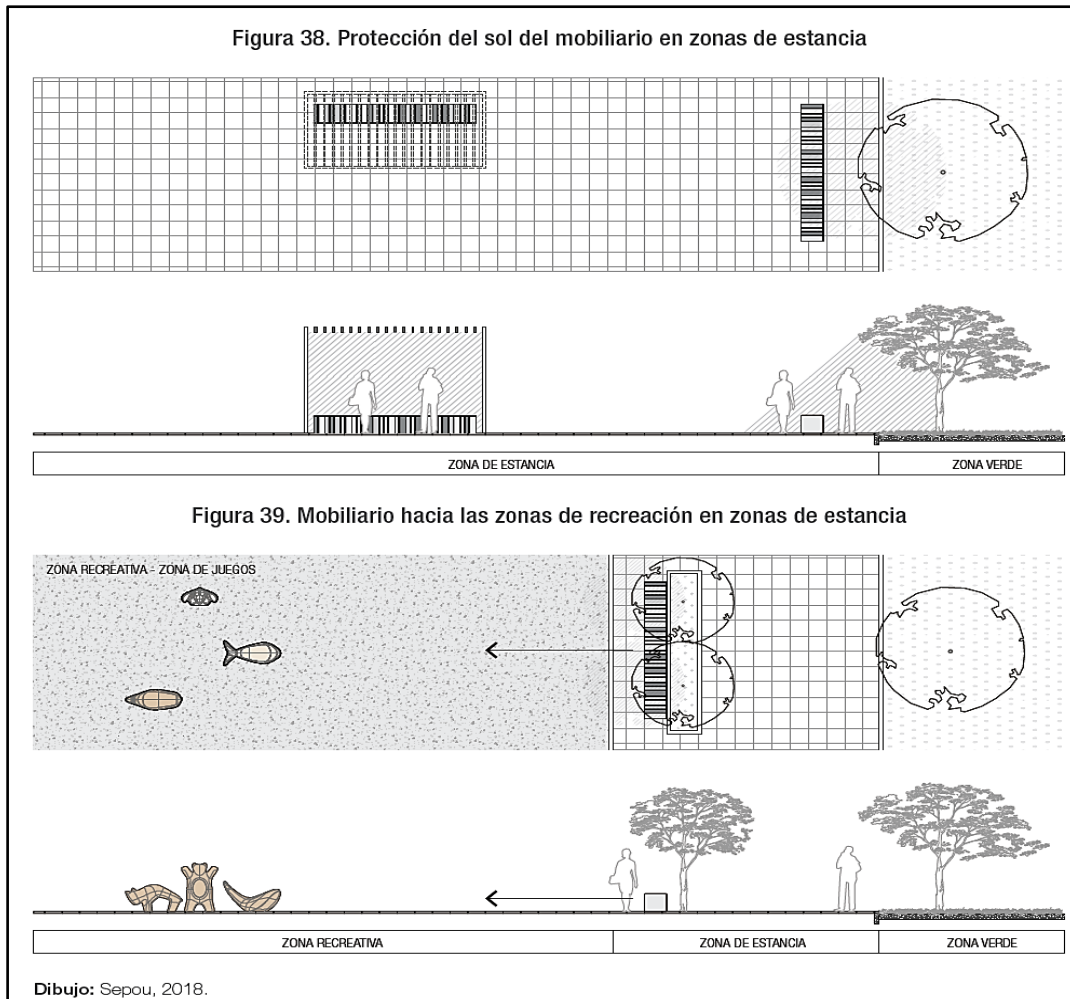 Figura 38. Protección del sol del mobiliario en zonas de estancia
ZONA DE ESTANCIA
ZONA VERDE
Figura 39. Mobiliario hacia las zonas de recreación en zonas de estancia
ZONA RECREATIVA - ZONA DE JUEGOS
ZONA RECREATIVA
ZONA DE ESTANCIA
ZONA VERDE
Dibujo: Sepou, 2018.